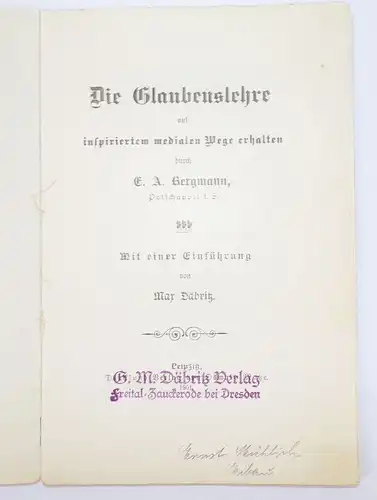 Die Glaubenslehre
auf
inspiriertem medialen Wege erhalten
durch
E. A. Bergmann,
Mit einer Einführung
von
Max Däbritz.
Leipzig.
G. M. Däbritz Verlag
Freital-Zauckerode bei Dresden
Ernst